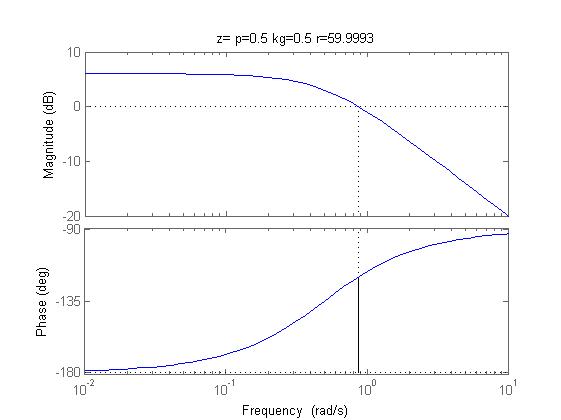 z= p=0.5 kg=0.5 r=59.9993
10
0
-10
-20
Magnitude (dB)
-90
-135
-180
Phase (deg)
10^-2 10^-1 10^0 10^1
Frequency (rad/s)